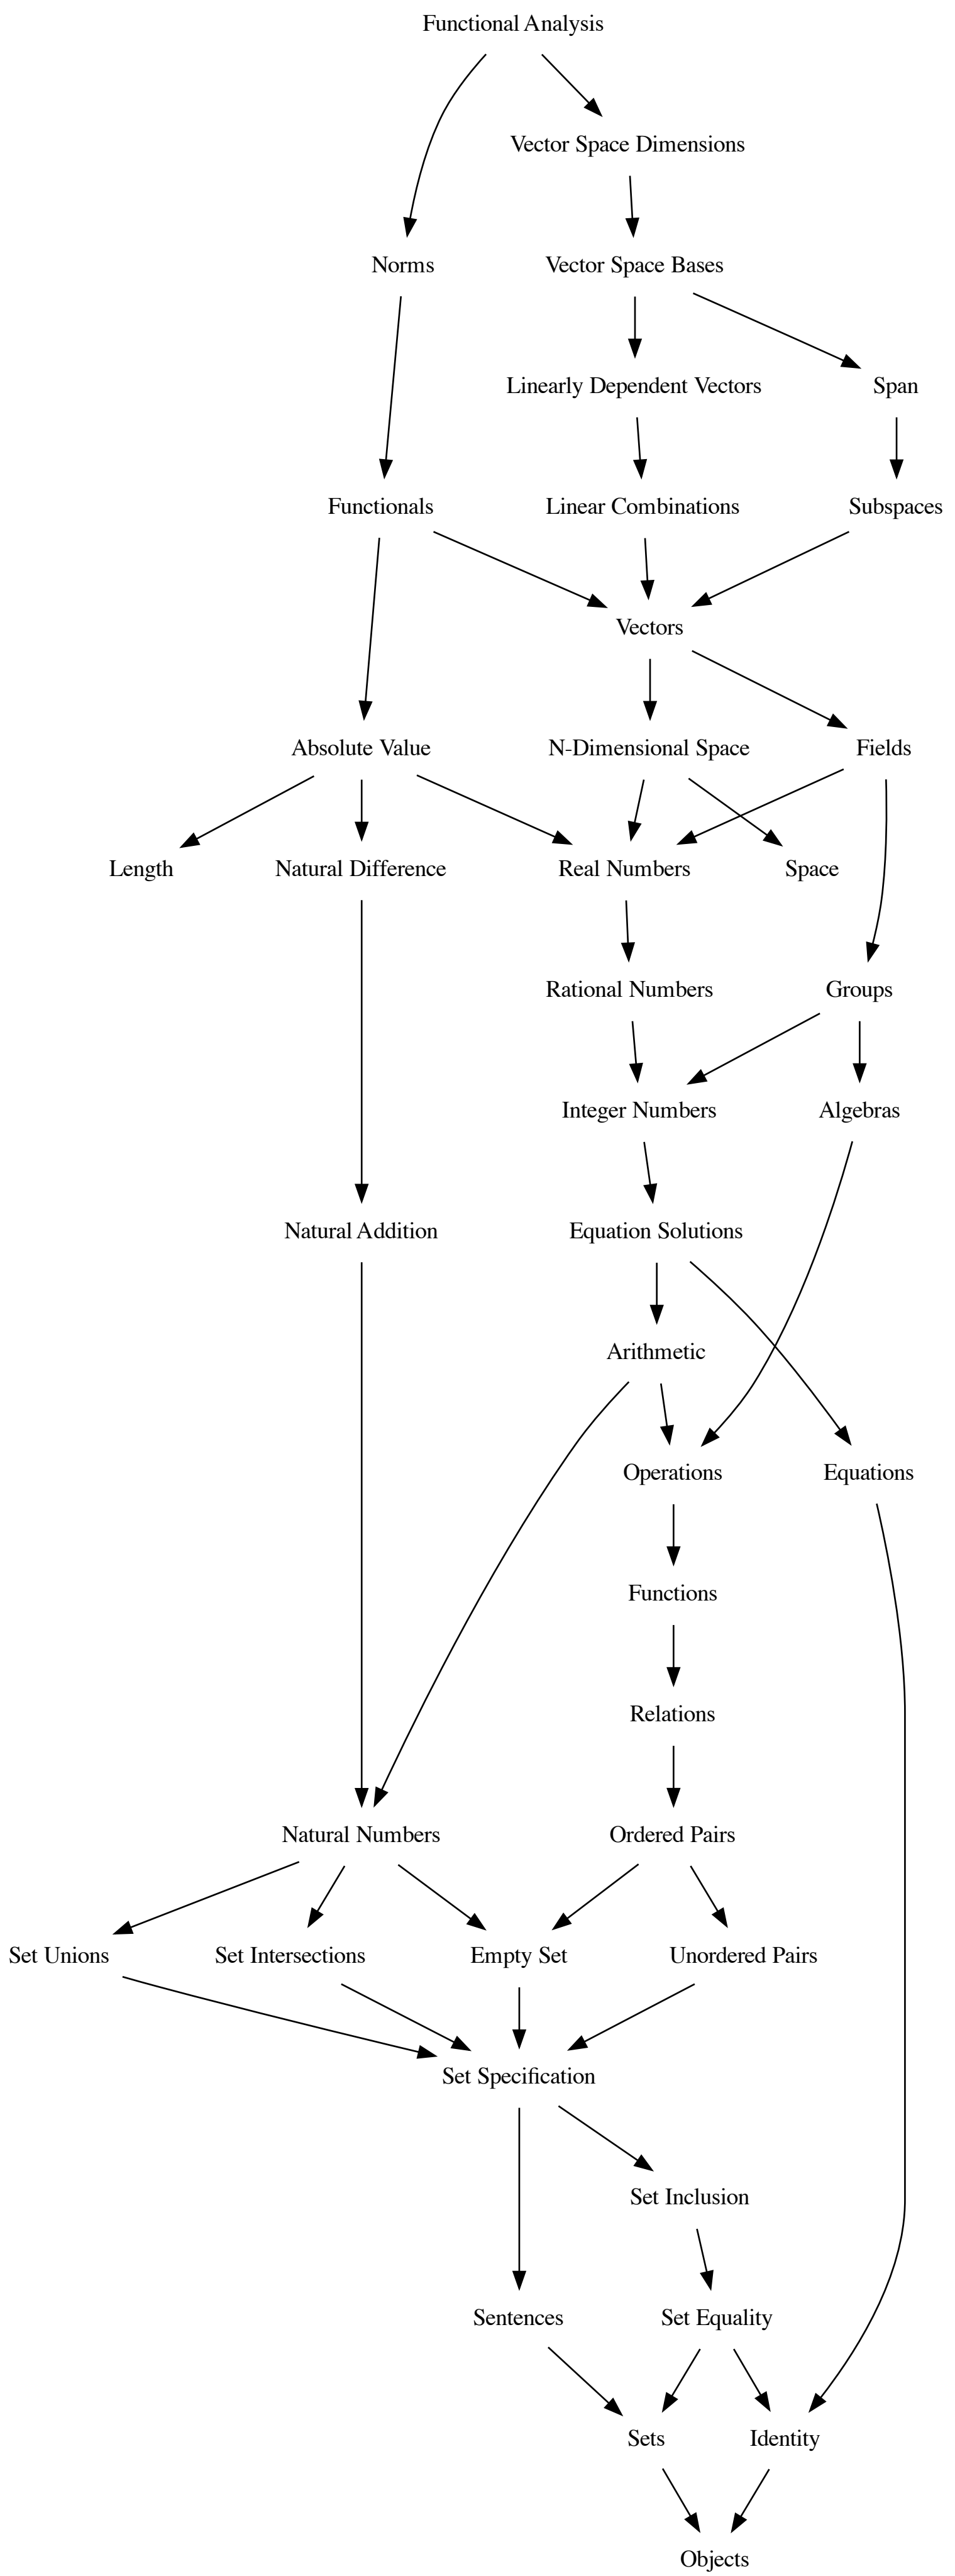 Functional Analysis
Vector Space Dimensions
Norms
Vector Space Bases
Linearly Dependent Vectors
Span
Functionals
Linear Combinations
Subspaces
Vectors
Absolute Value
N-Dimensional Space
Fields
Length
Natural Difference
Real Numbers
Space
Rational Numbers
Groups
Integer Numbers
Algebras
Natural Addition
Equation Solutions
Arithmetic
Operations
Equations
Functions
Relations
Natural Numbers
Ordered Pairs
Set Unions
Set Intersections
Empty Set
Unordered Pairs
Set Specification
Set Inclusion
Sentences
Set Equality
Sets
Identity
Objects